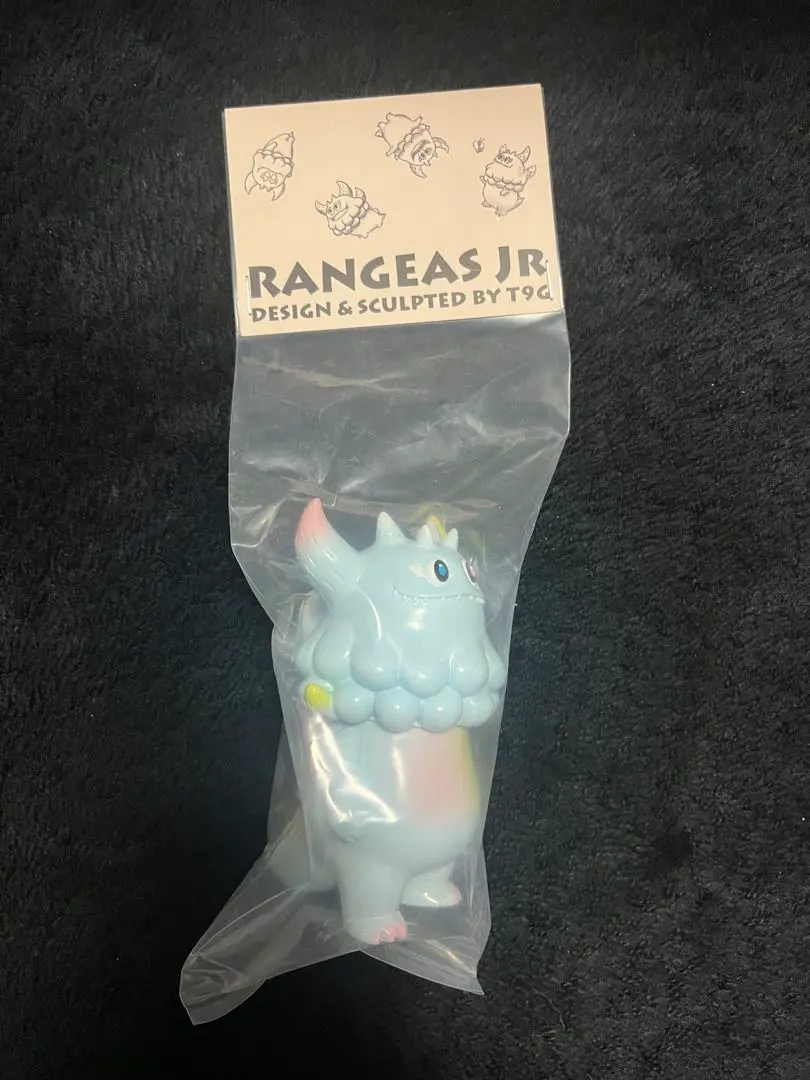 RANGEAS JR
DESIGN & SCULPTED BY T9G